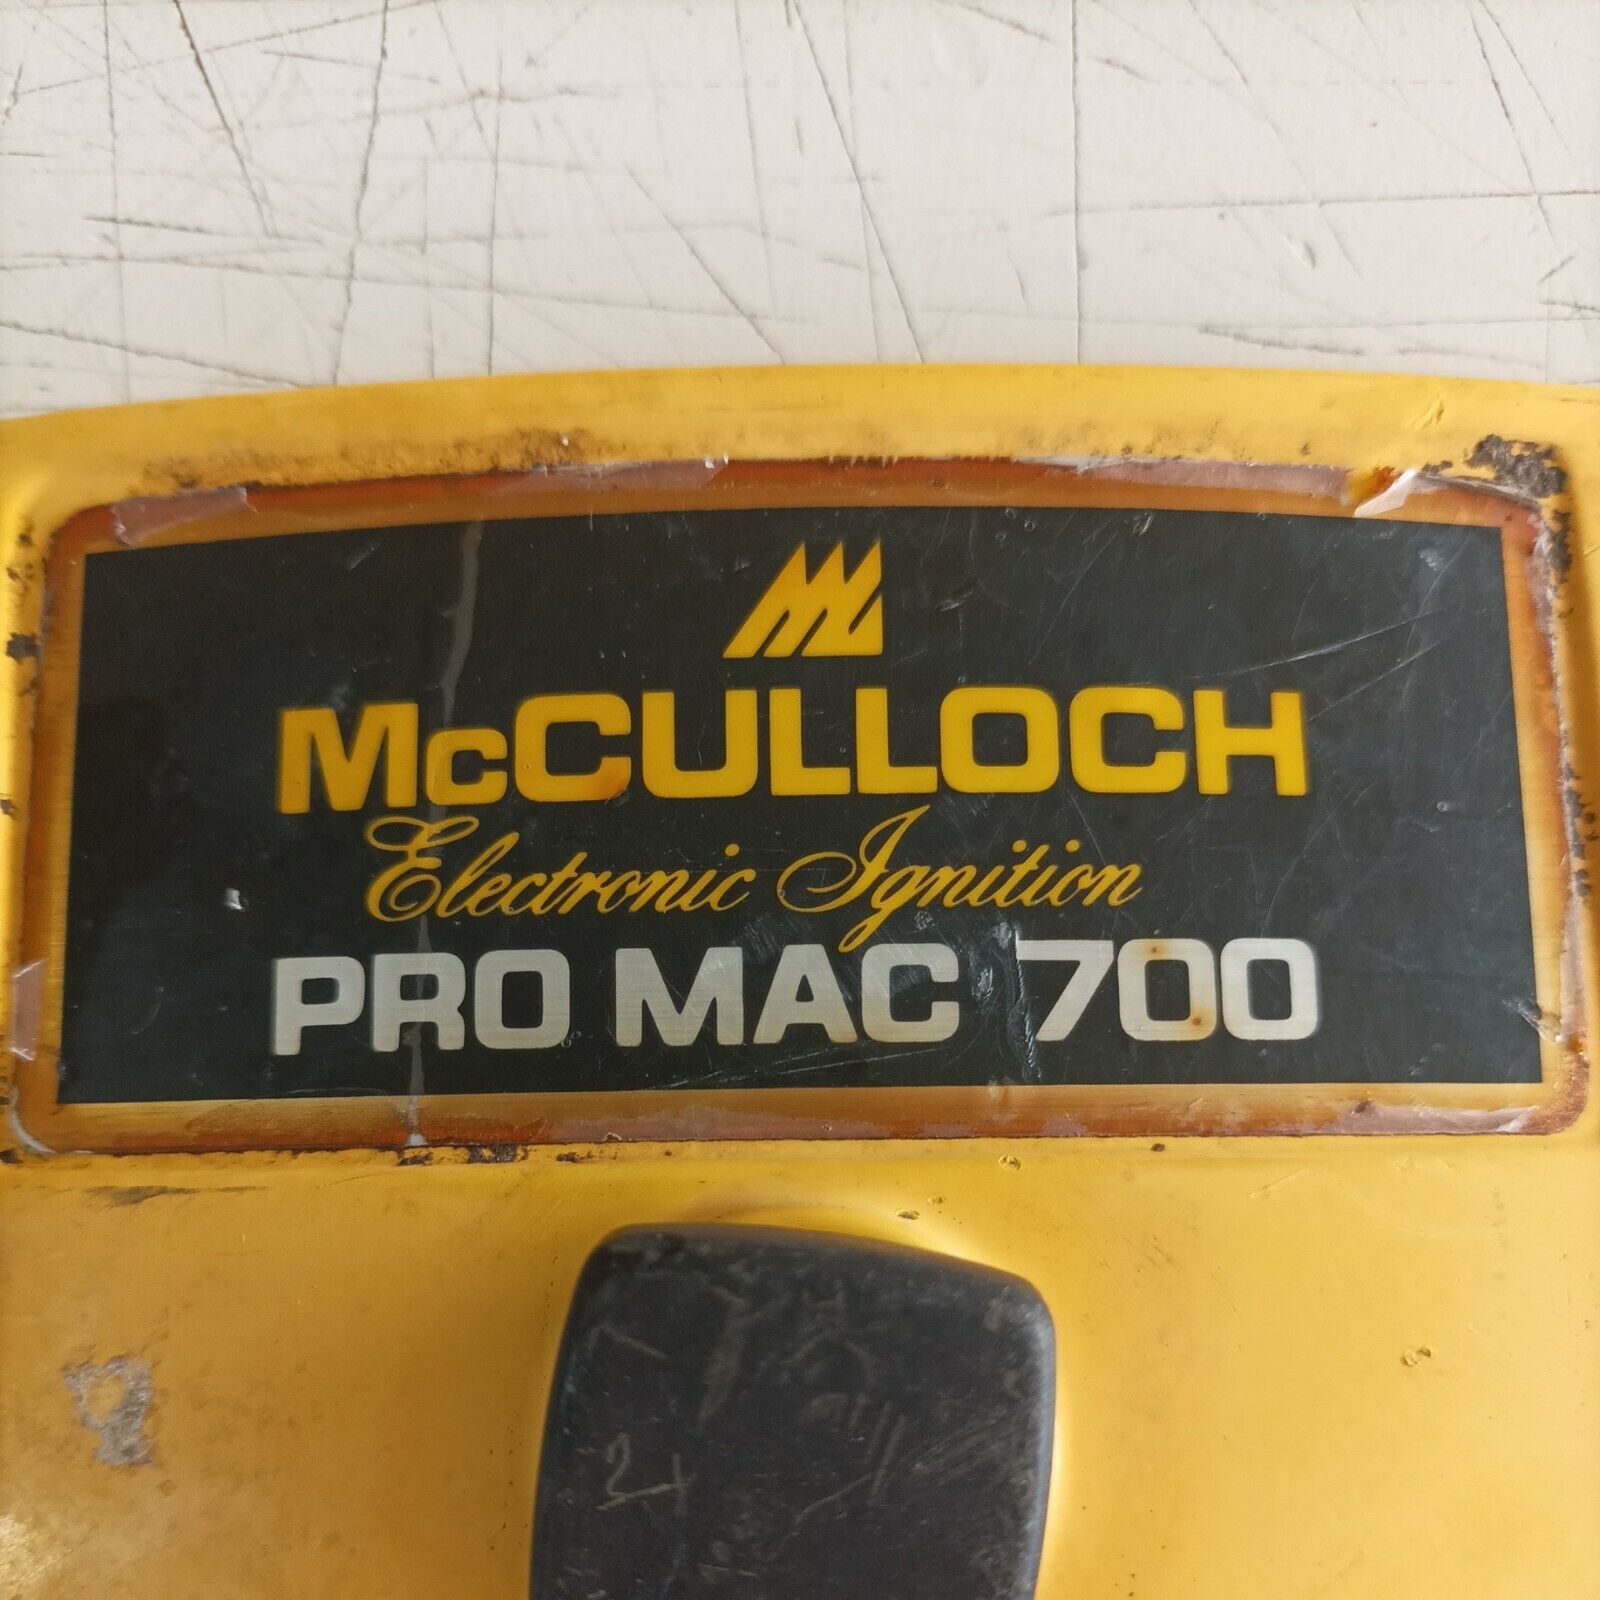 McCULLOCH
Electronic Ignition
PRO MAC 700